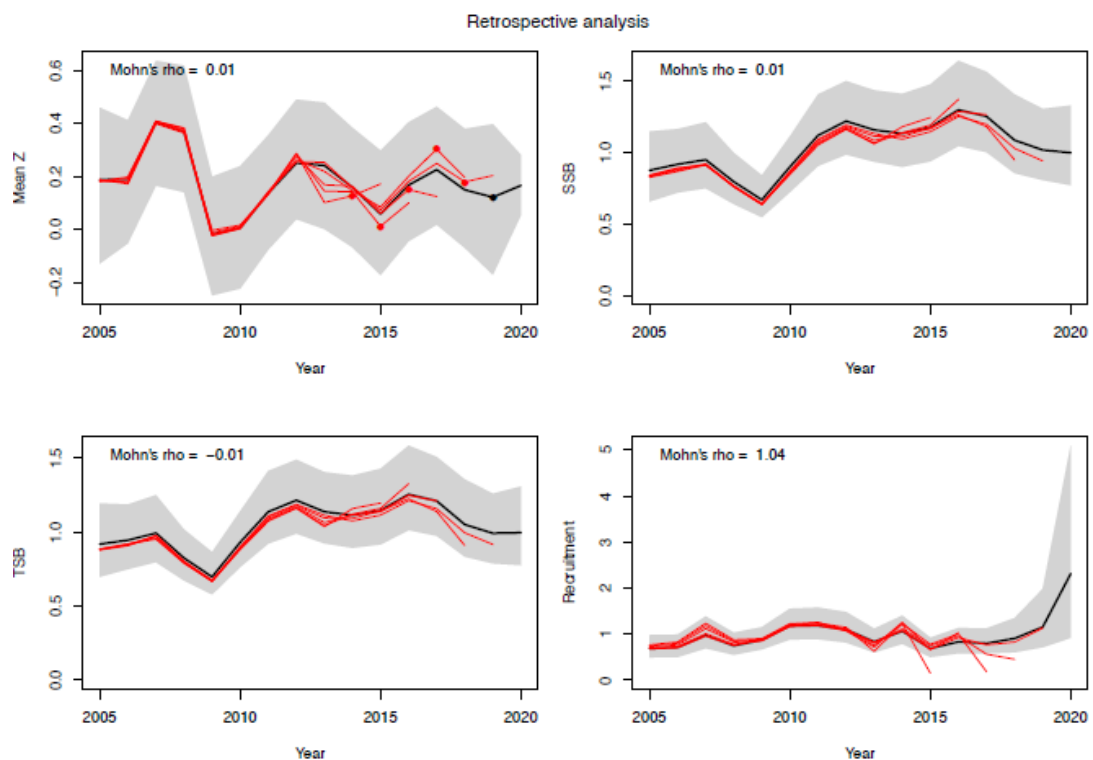 Retrospective analysis
Mohn's rho = 0.01
Mean Z
0.6
0.4
0.2
0.0
−0.2
2005 2010 2015 2020
Year
Mohn's rho = 0.01
SSB
1.5
1.0
0.5
0.0
2005 2010 2015 2020
Year
Mohn's rho = −0.01
TSB
1.5
1.0
0.5
0.0
2005 2010 2015 2020
Year
Mohn's rho = 1.04
Recruitment
5
4
3
2
1
0
2005 2010 2015 2020
Year